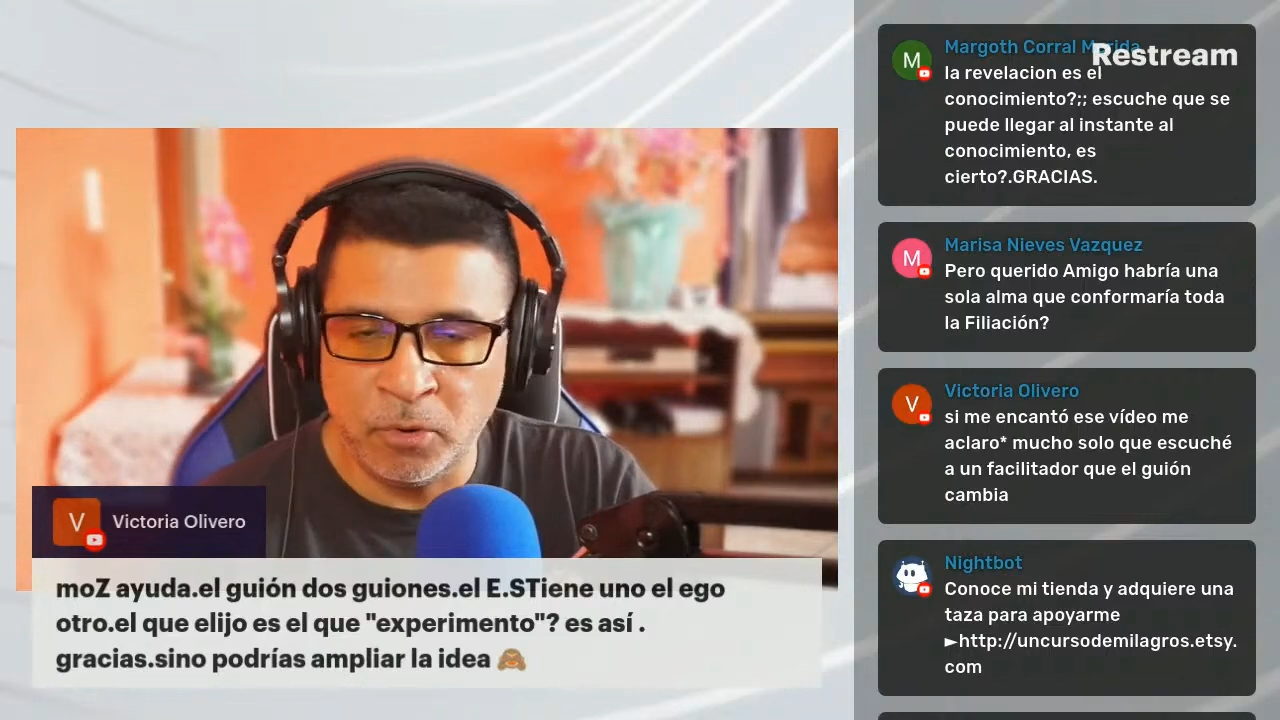 Victoria Olivero
moZ ayuda.el guión dos guiones.el E.STiene uno el ego
otro.el que elijo es el que "experimento"? es así .
gracias.sino podrías ampliar la idea 🙈
Restream
Margoth Corral Merida
la revelacion es el
conocimiento?;; escuche que se
puede llegar al instante al
conocimiento, es
cierto?.GRACIAS.
Marisa Nieves Vazquez
Pero querido Amigo habría una
sola alma que conformaría toda
la Filiación?
Victoria Olivero
si me encantó ese vídeo me
aclaro* mucho solo que escuché
a un facilitador que el guión
cambia
Nightbot
Conoce mi tienda y adquiere una
taza para apoyarme
►http://uncursodemilagros.etsy.
com
M
M
V
V